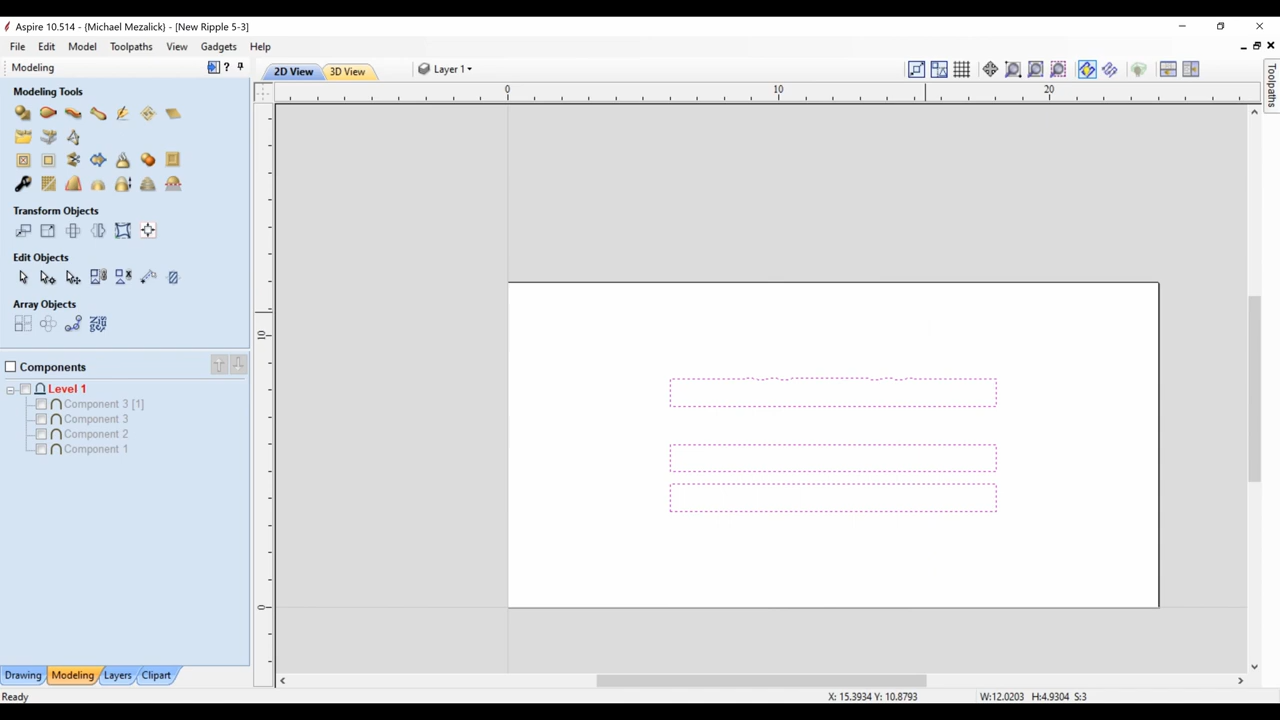 Aspire 10.514 - {Michael Mezalick} - [New Ripple 5-3]
File Edit Model Toolpaths View Gadgets Help
Modeling
2D View 3D View Layer 1
Toolpaths
Modeling Tools
0 10 20
Transform Objects
Edit Objects
Array Objects
10
0
Components
Level 1
Component 3 [1]
Component 3
Component 2
Component 1
Drawing Modeling Layers Clipart
Ready X: 15.3934 Y: 10.8793 W:12.0203 H:4.9304 S:3